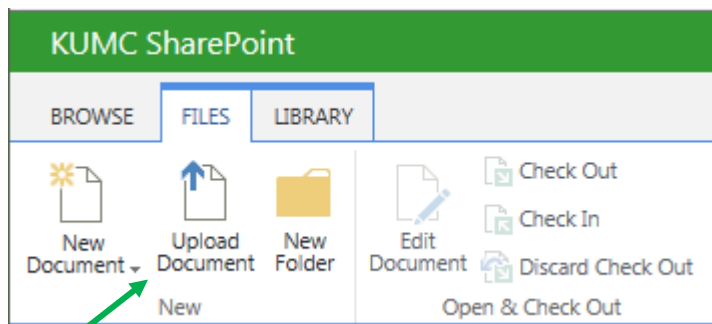 KUMC SharePoint
BROWSE FILES LIBRARY
New Document
Upload Document
New Folder
Edit Document
Check Out
Check In
Discard Check Out
New
Open & Check Out